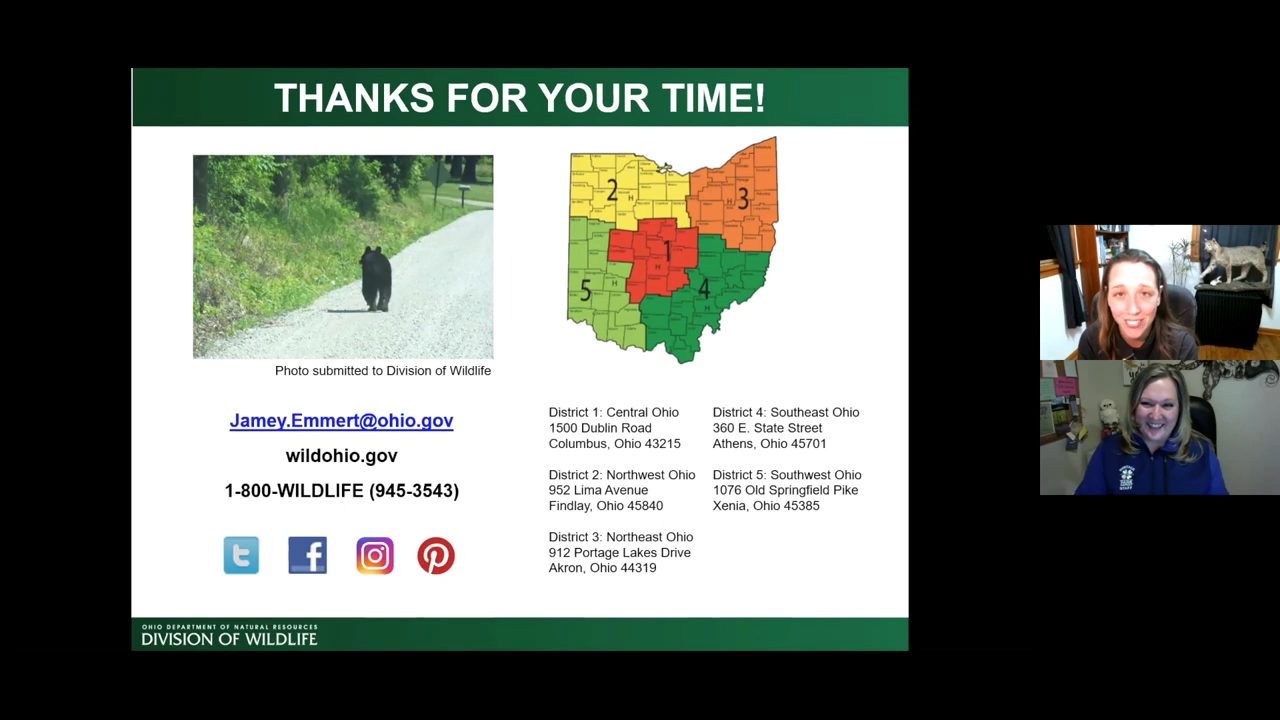 THANKS FOR YOUR TIME!
2
3
1
4
5
H
H
H
H
H
Photo submitted to Division of Wildlife
Jamey.Emmert@ohio.gov
wildohio.gov
1-800-WILDLIFE (945-3543)
District 1: Central Ohio
1500 Dublin Road
Columbus, Ohio 43215
District 2: Northwest Ohio
952 Lima Avenue
Findlay, Ohio 45840
District 3: Northeast Ohio
912 Portage Lakes Drive
Akron, Ohio 44319
District 4: Southeast Ohio
360 E. State Street
Athens, Ohio 45701
District 5: Southwest Ohio
1076 Old Springfield Pike
Xenia, Ohio 45385
OHIO DEPARTMENT OF NATURAL RESOURCES
DIVISION OF WILDLIFE